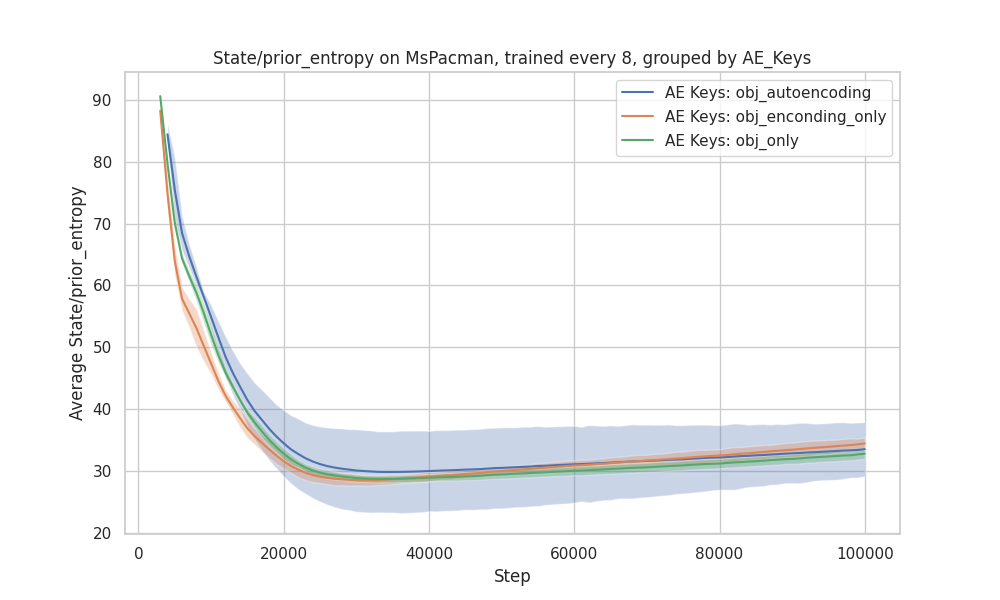 State/prior_entropy on MsPacman, trained every 8, grouped by AE_Keys
AE Keys: obj_autoencoding
AE Keys: obj_enconding_only
AE Keys: obj_only
Average State/prior_entropy
90
80
70
60
50
40
30
20
0
20000
40000
60000
80000
100000
Step